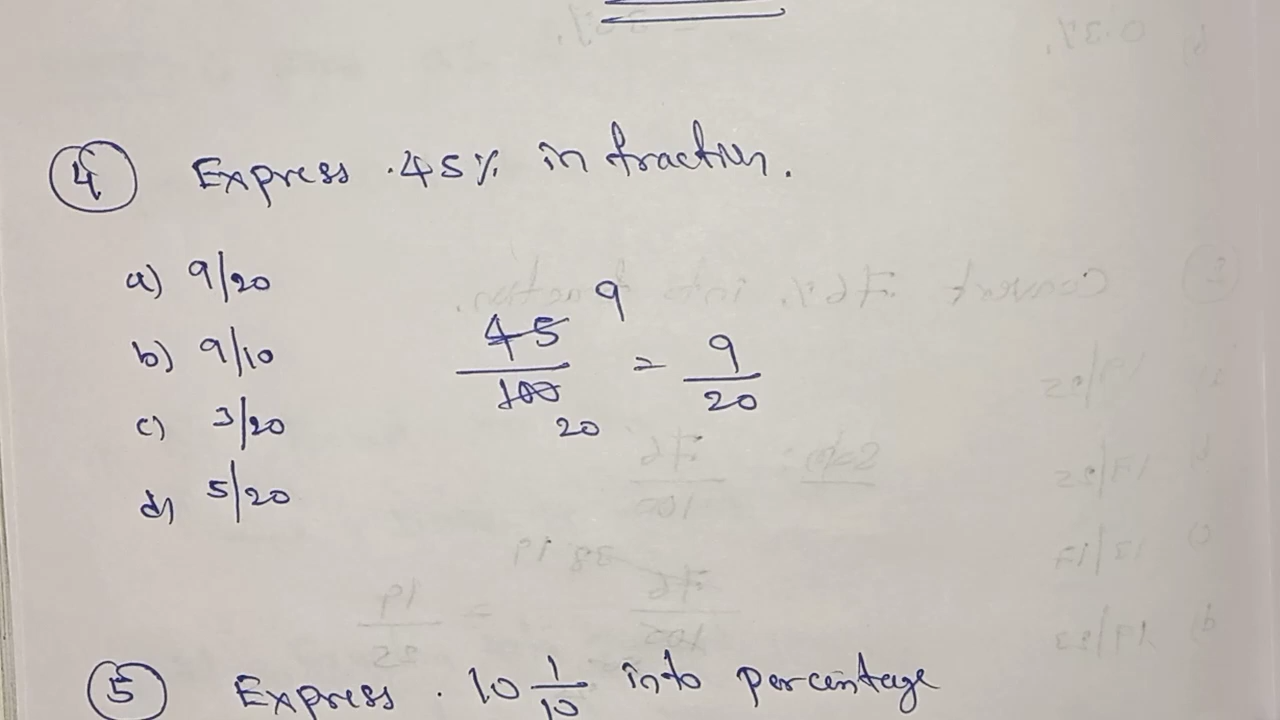 4 Express .45% in fraction.
a) 9/20
b) 9/10
c) 3/20
d) 5/20
45/100 9 20 = 9/20
5 Express . 10 1/10 into percentage